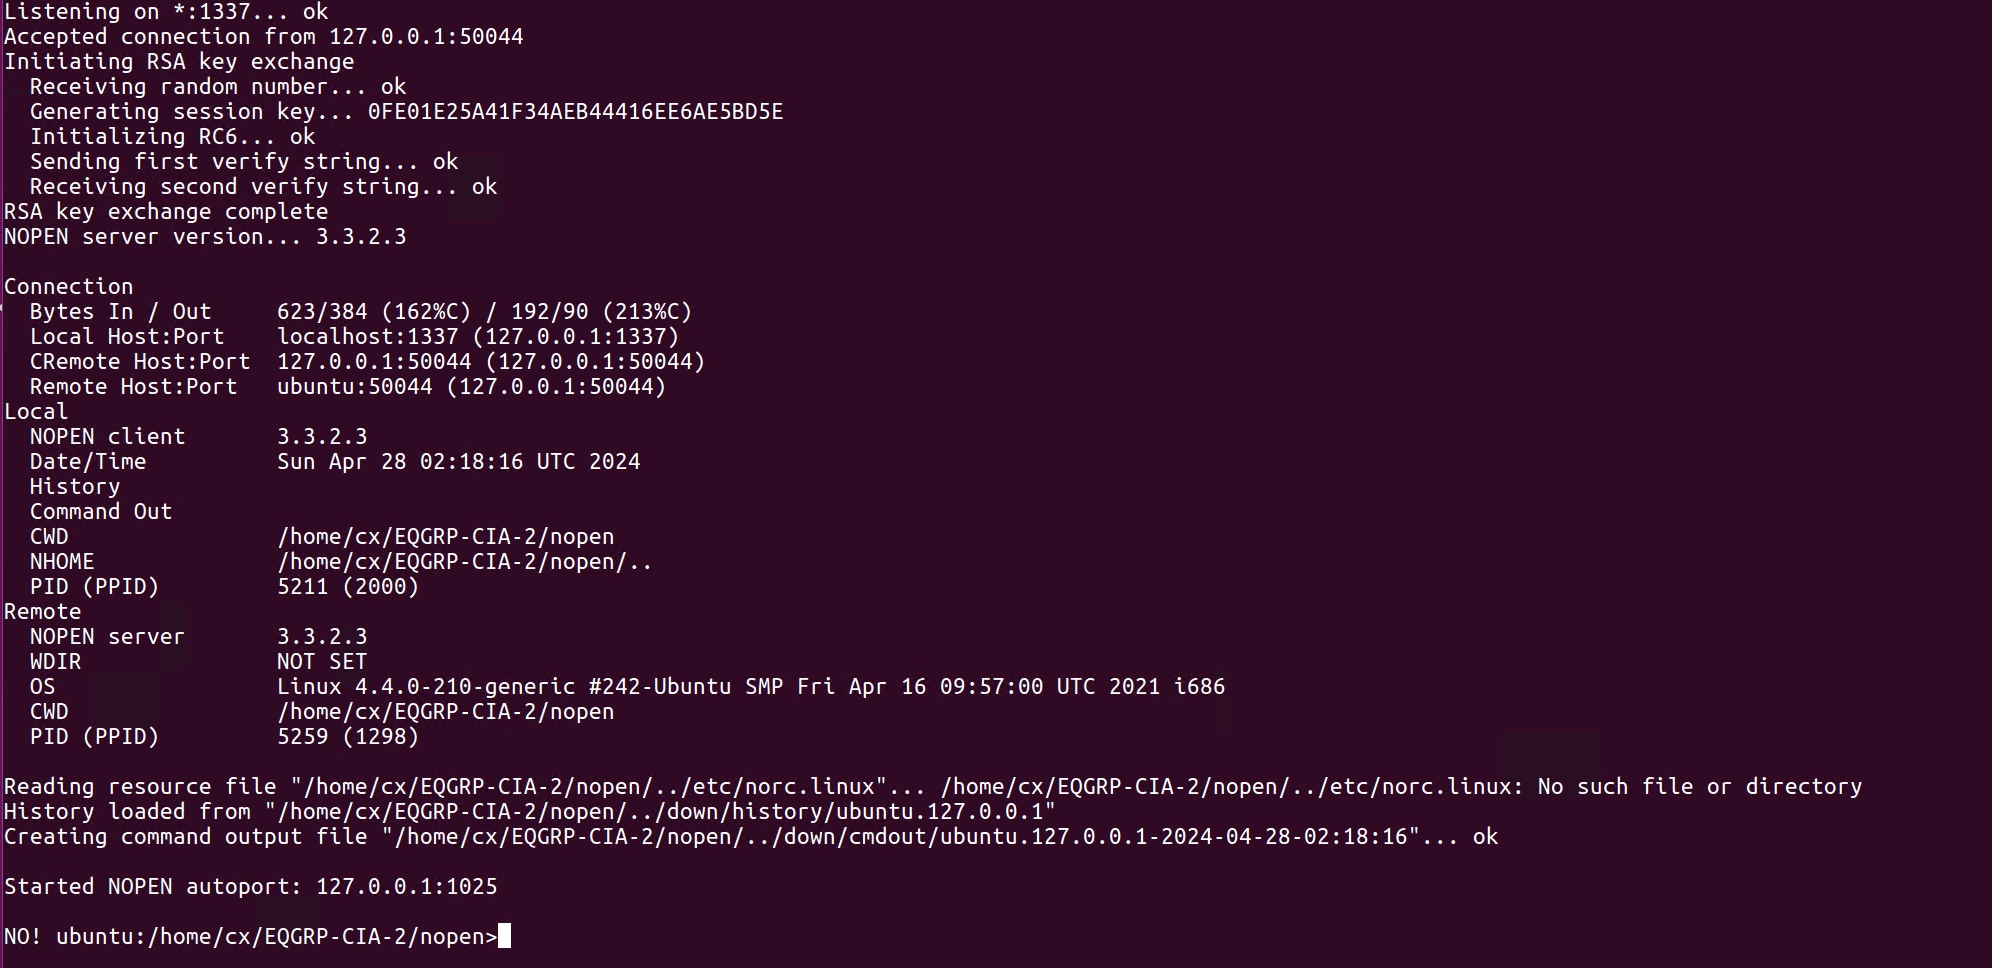 Listening on *:1337... ok
Accepted connection from 127.0.0.1:50044
Initiating RSA key exchange
  Receiving random number... ok
  Generating session key... 0FE01E25A41F34AEB44416EE6AE5BD5E
  Initializing RC6... ok
  Sending first verify string... ok
  Receiving second verify string... ok
RSA key exchange complete
NOPEN server version... 3.3.2.3

Connection
  Bytes In / Out     623/384 (162%C) / 192/90 (213%C)
  Local Host:Port    localhost:1337 (127.0.0.1:1337)
  CRemote Host:Port  127.0.0.1:50044 (127.0.0.1:50044)
  Remote Host:Port   ubuntu:50044 (127.0.0.1:50044)
Local
  NOPEN client       3.3.2.3
  Date/Time          Sun Apr 28 02:18:16 UTC 2024
  History
  Command Out
  CWD                /home/cx/EQGRP-CIA-2/nopen
  NHOME              /home/cx/EQGRP-CIA-2/nopen/..
  PID (PPID)         5211 (2000)
Remote
  NOPEN server       3.3.2.3
  WDIR               NOT SET
  OS                 Linux 4.4.0-210-generic #242-Ubuntu SMP Fri Apr 16 09:57:00 UTC 2021 i686
  CWD                /home/cx/EQGRP-CIA-2/nopen
  PID (PPID)         5259 (1298)

Reading resource file "/home/cx/EQGRP-CIA-2/nopen/../etc/norc.linux"... /home/cx/EQGRP-CIA-2/nopen/../etc/norc.linux: No such file or directory
History loaded from "/home/cx/EQGRP-CIA-2/nopen/../down/history/ubuntu.127.0.0.1"
Creating command output file "/home/cx/EQGRP-CIA-2/nopen/../down/cmdout/ubuntu.127.0.0.1-2024-04-28-02:18:16"... ok

Started NOPEN autoport: 127.0.0.1:1025

NO! ubuntu:/home/cx/EQGRP-CIA-2/nopen>